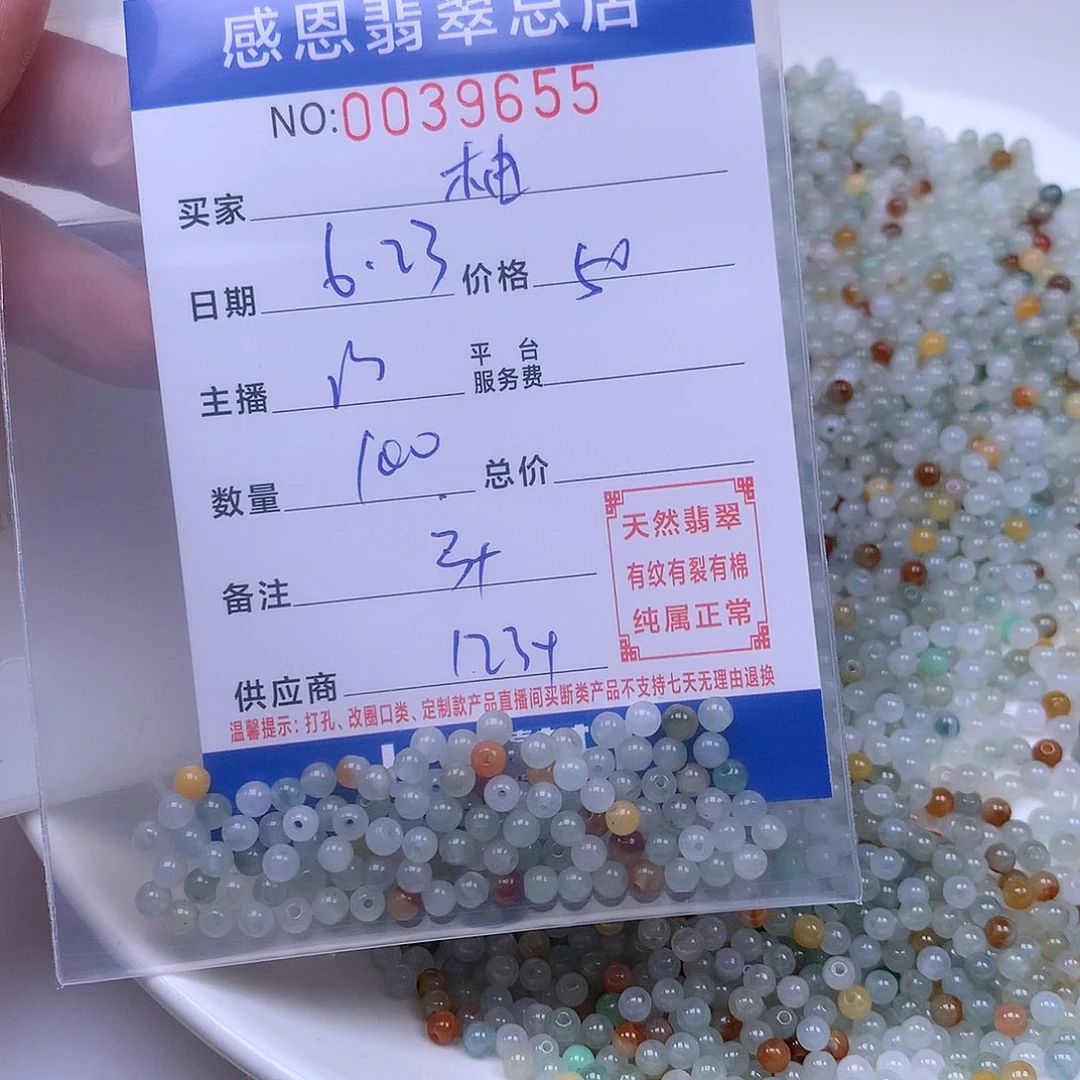 感恩翡翠总店
NO:0039655
买家 柚
日期 6.23 价格 50
主播 平台服务费
数量 100 总价
备注 3+
供应商 1234
天然翡翠
有纹有裂有棉
纯属正常
温馨提示：打孔、改圈口类、定制款产品直播间买断类产品不支持七天无理由退换